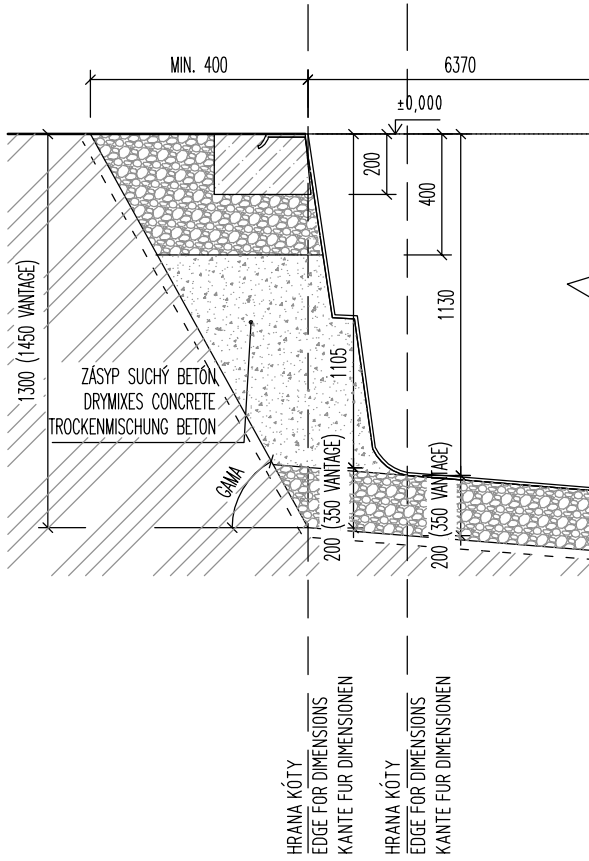 MIN. 400
6370
±0,000
200
400
1130
1300 (1450 VANTAGE)
1105
ZÁSYP SUCHÝ BETÓN
DRYMIXES CONCRETE
TROCKENMISCHUNG BETON
GAMA
200 (350 VANTAGE)
200 (350 VANTAGE)
HRANA KÓTY
EDGE FOR DIMENSIONS
KANTE FUR DIMENSIONEN
HRANA KÓTY
EDGE FOR DIMENSIONS
KANTE FUR DIMENSIONEN